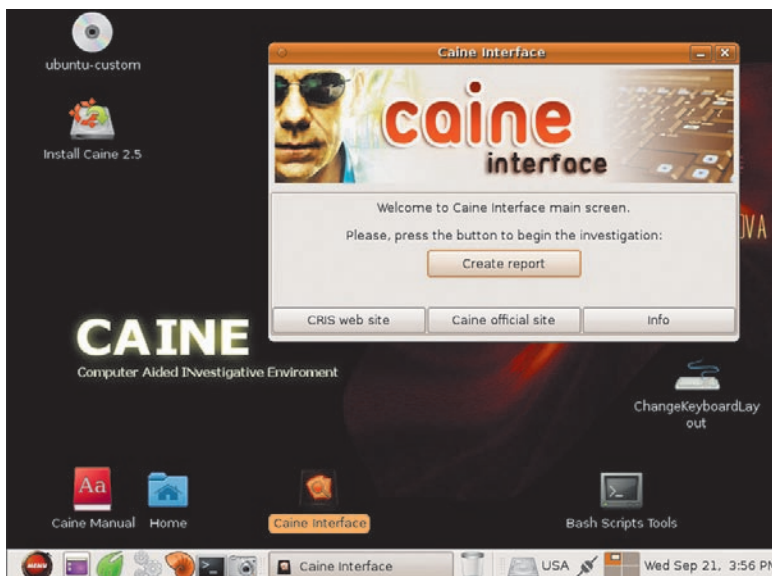 ubuntu-custom
Install Caine 2.5
Caine Interface
caine
interface
Welcome to Caine Interface main screen.
Please, press the button to begin the investigation:
Create report
CRIS web site
Caine official site
Info
OVA
CAINE
Computer Aided INvestigative Enviroment
ChangeKeyboardLay
out
Aa
Caine Manual
Home
Caine Interface
Bash Scripts Tools
MENU
Caine Interface
USA
Wed Sep 21, 3:56 PM